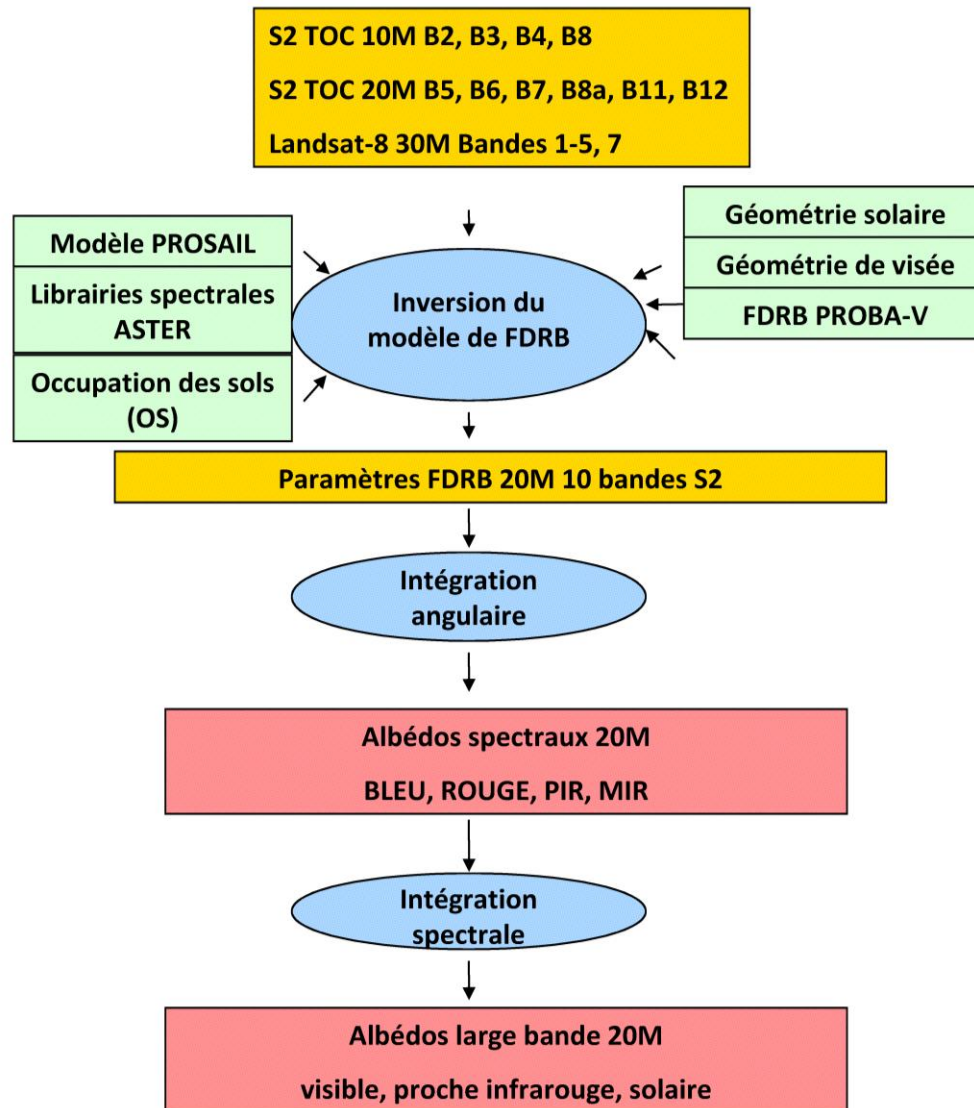 S2 TOC 10M B2, B3, B4, B8
S2 TOC 20M B5, B6, B7, B8a, B11, B12
Landsat-8 30M Bandes 1-5, 7
Modèle PROSAIL
Librairies spectrales
ASTER
Occupation des sols
(OS)
Inversion du
modèle de FDRB
Géométrie solaire
Géométrie de visée
FDRB PROBA-V
Paramètres FDRB 20M 10 bandes S2
Intégration
angulaire
Albédos spectraux 20M
BLEU, ROUGE, PIR, MIR
Intégration
spectrale
Albédos large bande 20M
visible, proche infrarouge, solaire